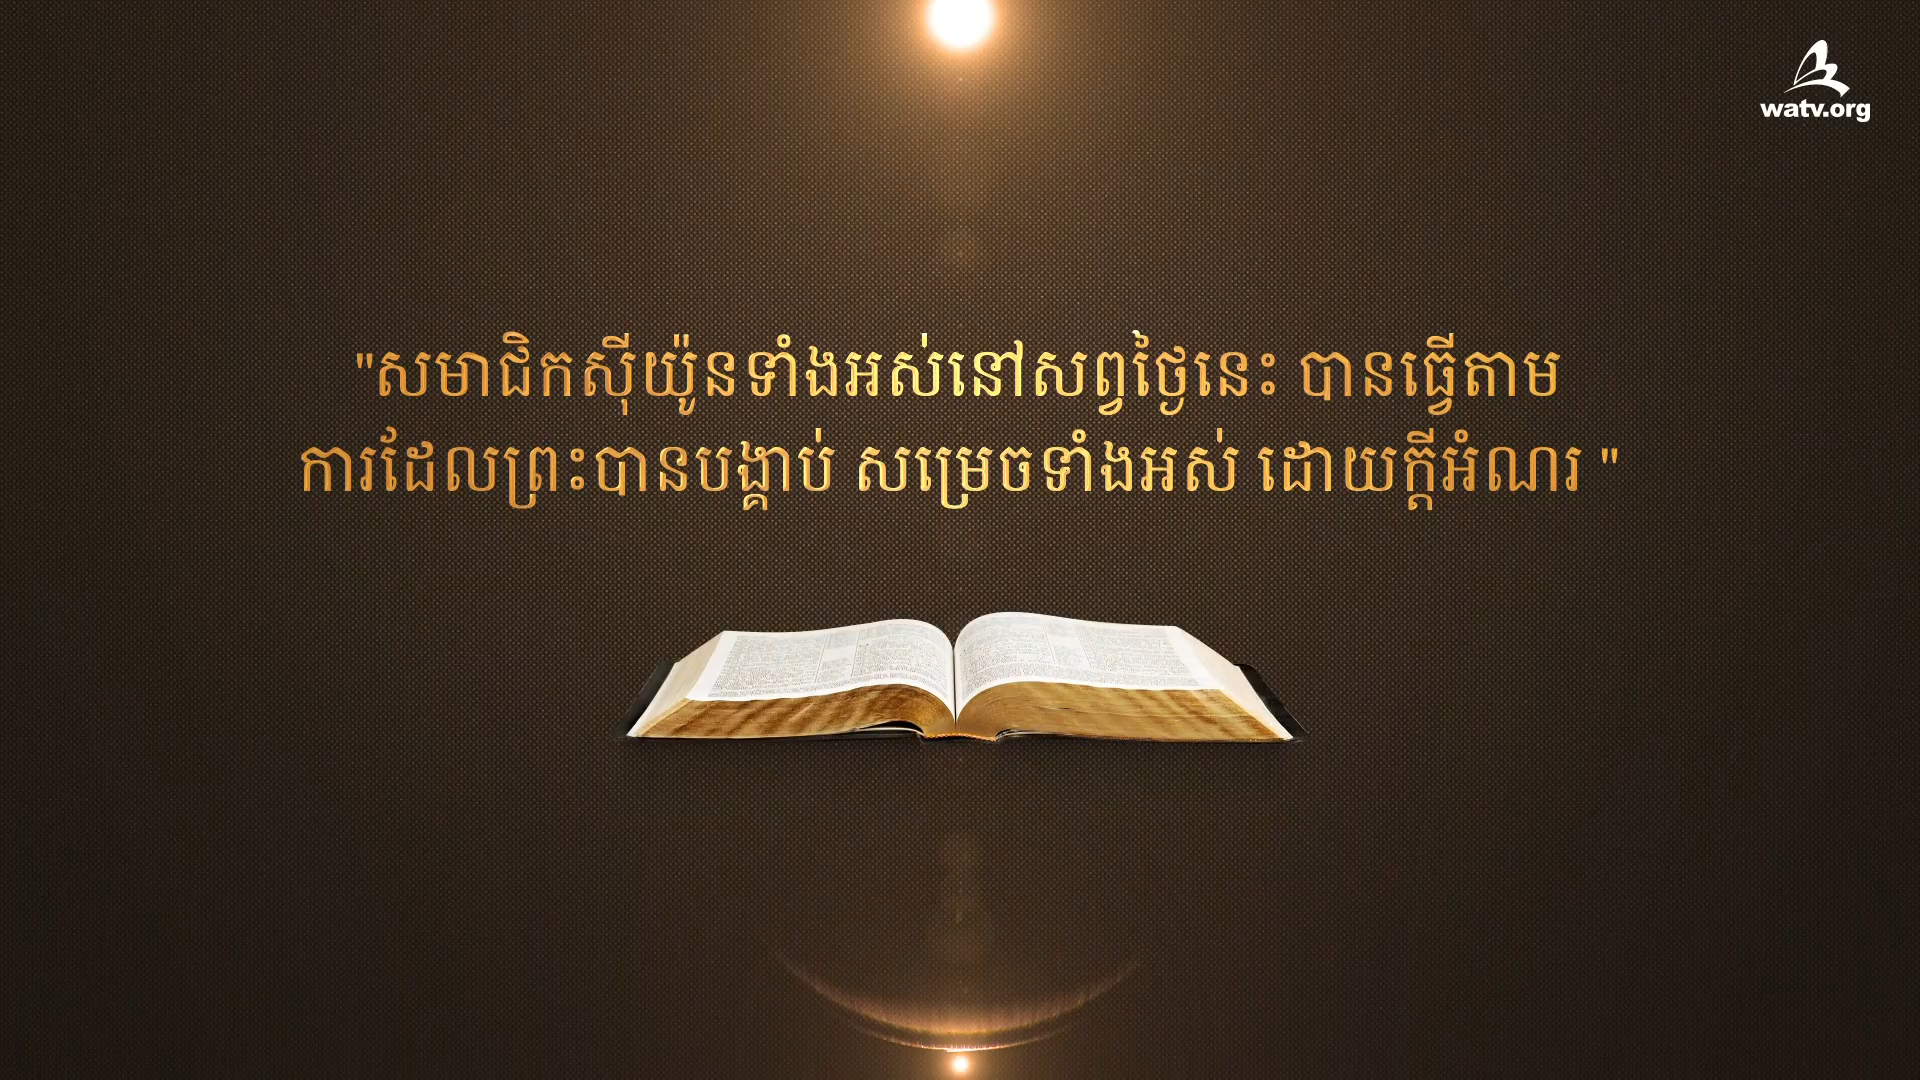 watv.org
"សមាជិកស៊ីយ៉ូនទាំងអស់នៅសព្វថ្ងៃនេះ បានធ្វើតាម
ការដែលព្រះបានបង្គាប់ សម្រេចទាំងអស់ ដោយក្ដីអំណរ "